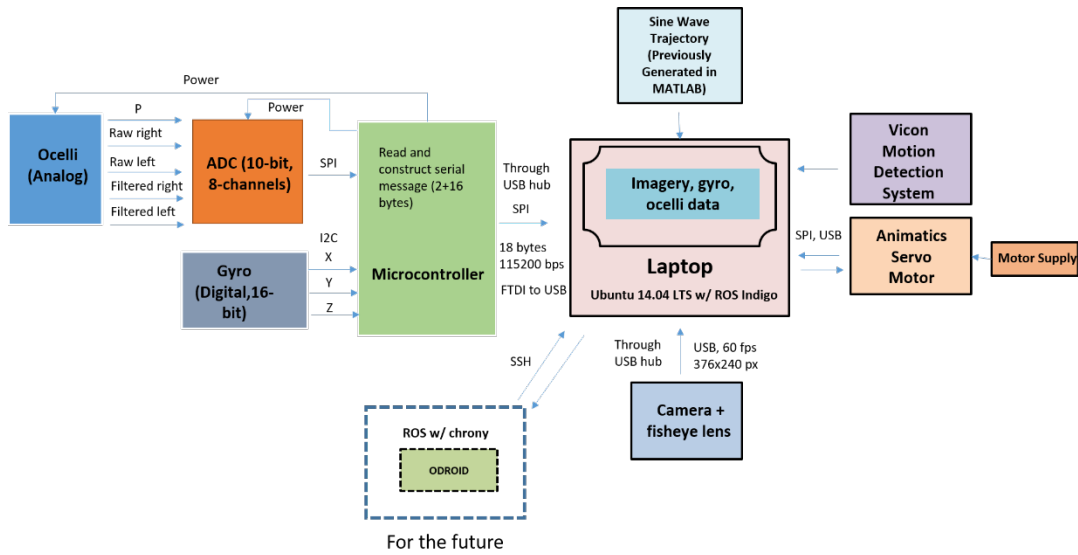 Sine Wave
Trajectory
(Previously
Generated in
MATLAB)
Power
Power
P
Raw right
Raw left
Filtered right
Filtered left
Ocelli
(Analog)
ADC (10-bit,
8-channels)
SPI
Read and
construct serial
message (2+16
bytes)
Microcontroller
Gyro
(Digital,16-
bit)
I2C
X
Y
Z
Through
USB hub
SPI
18 bytes
115200 bps
FTDI to USB
Imagery, gyro,
ocelli data
Laptop
Ubuntu 14.04 LTS w/ ROS Indigo
Vicon
Motion
Detection
System
SPI, USB
Animatics
Servo
Motor
Motor Supply
SSH
Through
USB hub
USB, 60 fps
376x240 px
Camera +
fisheye lens
ROS w/ chrony
ODROID
For the future